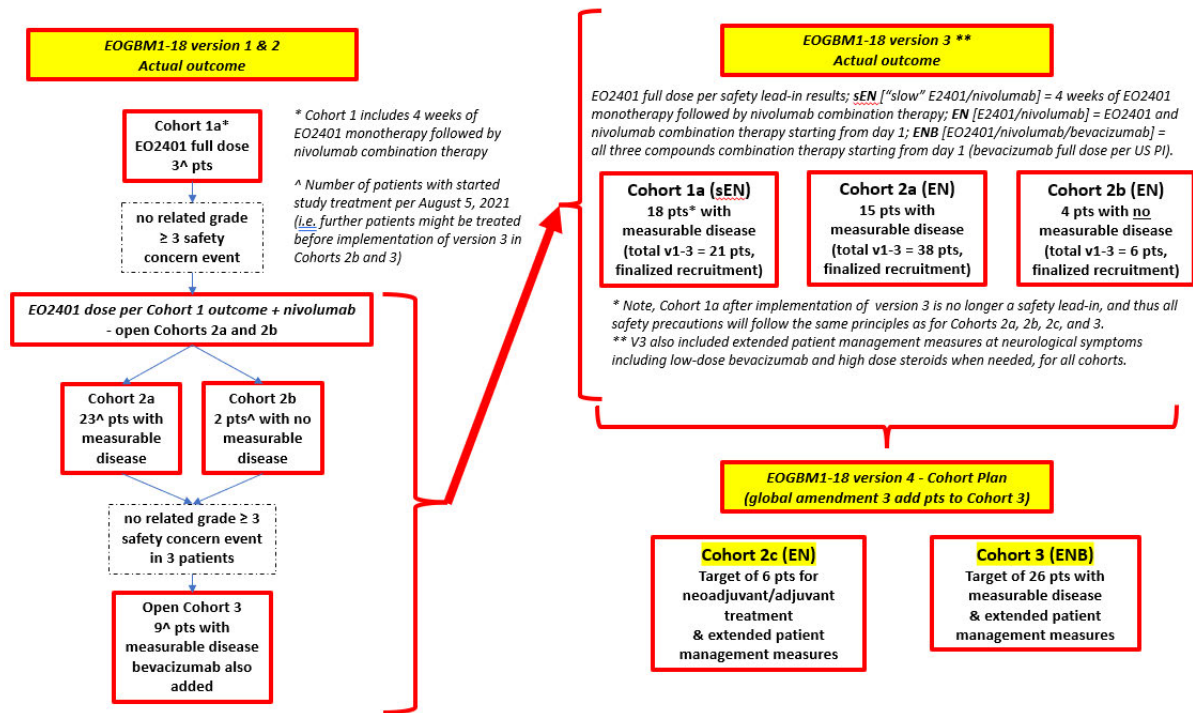 EOGBM1-18 version 1 & 2
Actual outcome
Cohort 1a*
EO2401 full dose
3^ pts
* Cohort 1 includes 4 weeks of
EO2401 monotherapy followed by
nivolumab combination therapy
^ Number of patients with started
study treatment per August 5, 2021
(i.e. further patients might be treated
before implementation of version 3 in
Cohorts 2b and 3)
no related grade
≥ 3 safety
concern event
EO2401 dose per Cohort 1 outcome + nivolumab
- open Cohorts 2a and 2b
Cohort 2a
23^ pts with
measurable
disease
Cohort 2b
2 pts^ with no
measurable
disease
no related grade ≥ 3
safety concern event
in 3 patients
Open Cohort 3
9^ pts with
measurable disease
bevacizumab also
added
EOGBM1-18 version 3 **
Actual outcome
EO2401 full dose per safety lead-in results; sEN ["slow" E2401/nivolumab] = 4 weeks of EO2401
monotherapy followed by nivolumab combination therapy; EN [E2401/nivolumab] = EO2401 and
nivolumab combination therapy starting from day 1; ENB [EO2401/nivolumab/bevacizumab] =
all three compounds combination therapy starting from day 1 (bevacizumab full dose per US PI).
Cohort 1a (sEN)
18 pts* with
measurable disease
(total v1-3 = 21 pts,
finalized recruitment)
Cohort 2a (EN)
15 pts with
measurable disease
(total v1-3 = 38 pts,
finalized recruitment)
Cohort 2b (EN)
4 pts with no
measurable disease
(total v1-3 = 6 pts,
finalized recruitment)
* Note, Cohort 1a after implementation of version 3 is no longer a safety lead-in, and thus all
safety precautions will follow the same principles as for Cohorts 2a, 2b, 2c, and 3.
** V3 also included extended patient management measures at neurological symptoms
including low-dose bevacizumab and high dose steroids when needed, for all cohorts.
EOGBM1-18 version 4 - Cohort Plan
(global amendment 3 add pts to Cohort 3)
Cohort 2c (EN)
Target of 6 pts for
neoadjuvant/adjuvant
treatment
& extended patient
management measures
Cohort 3 (ENB)
Target of 26 pts with
measurable disease
& extended patient
management measures